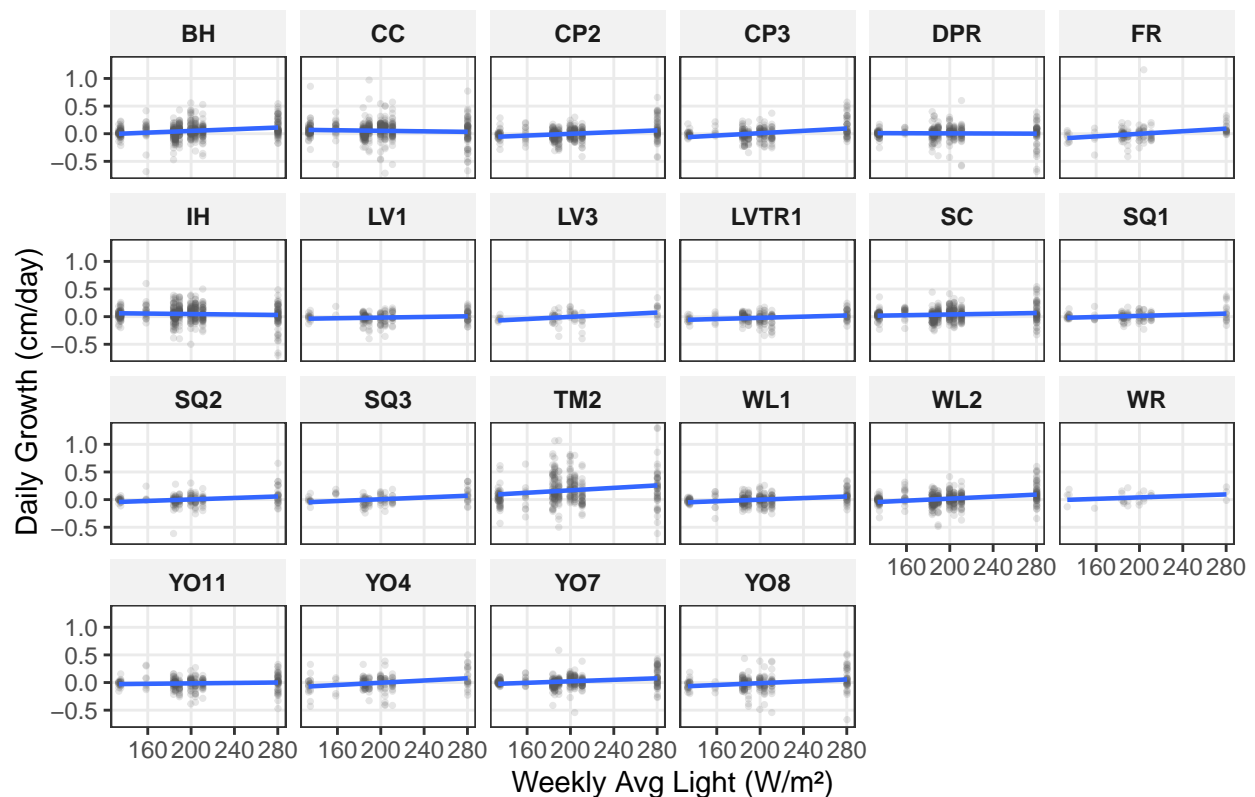 BH CC CP2 CP3 DPR FR
1.0
0.5
0.0
−0.5
IH LV1 LV3 LVTR1 SC SQ1
1.0
0.5
0.0
−0.5
SQ2 SQ3 TM2 WL1 WL2 WR
1.0
0.5
0.0
−0.5
160 200 240 280 160 200 240 280
YO11 YO4 YO7 YO8
1.0
0.5
0.0
−0.5
160 200 240 280 160 200 240 280 160 200 240 280 160 200 240 280
Weekly Avg Light (W/m²)
Daily Growth (cm/day)